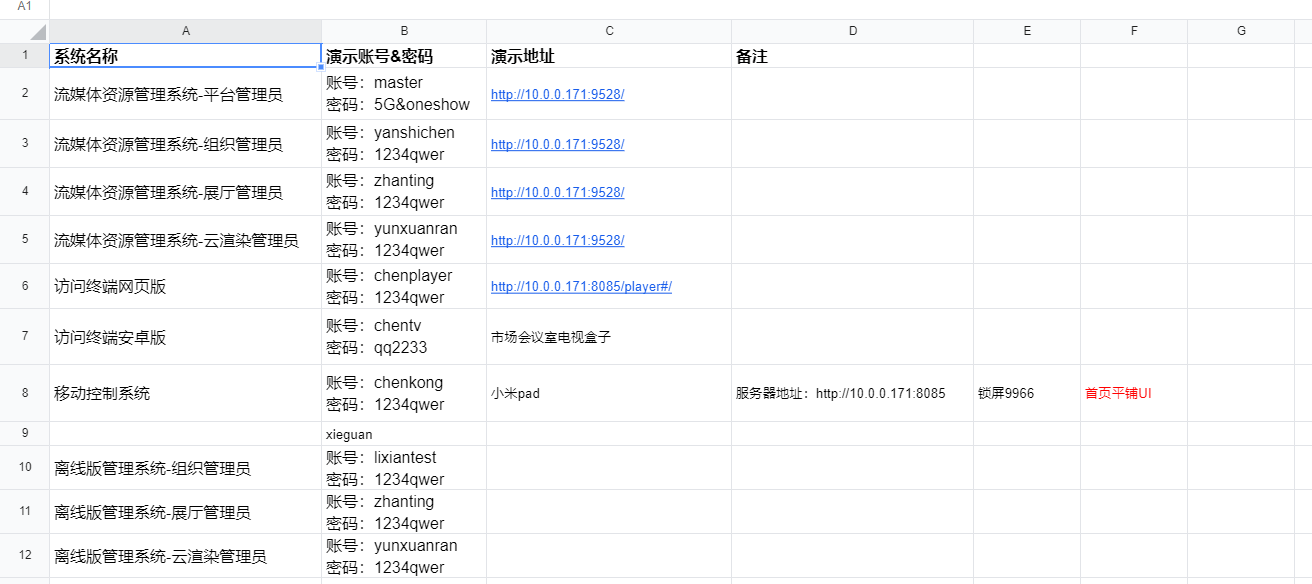 A1
A B C D E F G
1 系统名称 演示账号&密码 演示地址 备注
2 流媒体资源管理系统-平台管理员 账号：master http://10.0.0.171:9528/
密码：5G&oneshow
3 流媒体资源管理系统-组织管理员 账号：yanshichen http://10.0.0.171:9528/
密码：1234qwer
4 流媒体资源管理系统-展厅管理员 账号：zhanting http://10.0.0.171:9528/
密码：1234qwer
5 流媒体资源管理系统-云渲染管理员 账号：yunxuanran http://10.0.0.171:9528/
密码：1234qwer
6 访问终端网页版 账号：chenplayer http://10.0.0.171:8085/player#/
密码：1234qwer
7 访问终端安卓版 账号：chentv 市场会议室电视盒子
密码：qq2233
8 移动控制系统 账号：chenkong 小米pad 服务器地址：http://10.0.0.171:8085 锁屏9966 首页平铺UI
密码：1234qwer
9 xieguan
10 离线版管理系统-组织管理员 账号：lixiantest
密码：1234qwer
11 离线版管理系统-展厅管理员 账号：zhanting
密码：1234qwer
12 离线版管理系统-云渲染管理员 账号：yunxuanran
密码：1234qwer